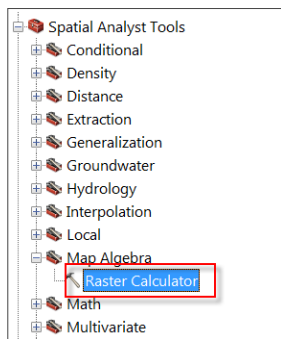 Spatial Analyst Tools
Conditional
Density
Distance
Extraction
Generalization
Groundwater
Hydrology
Interpolation
Local
Map Algebra
Raster Calculator
Math
Multivariate